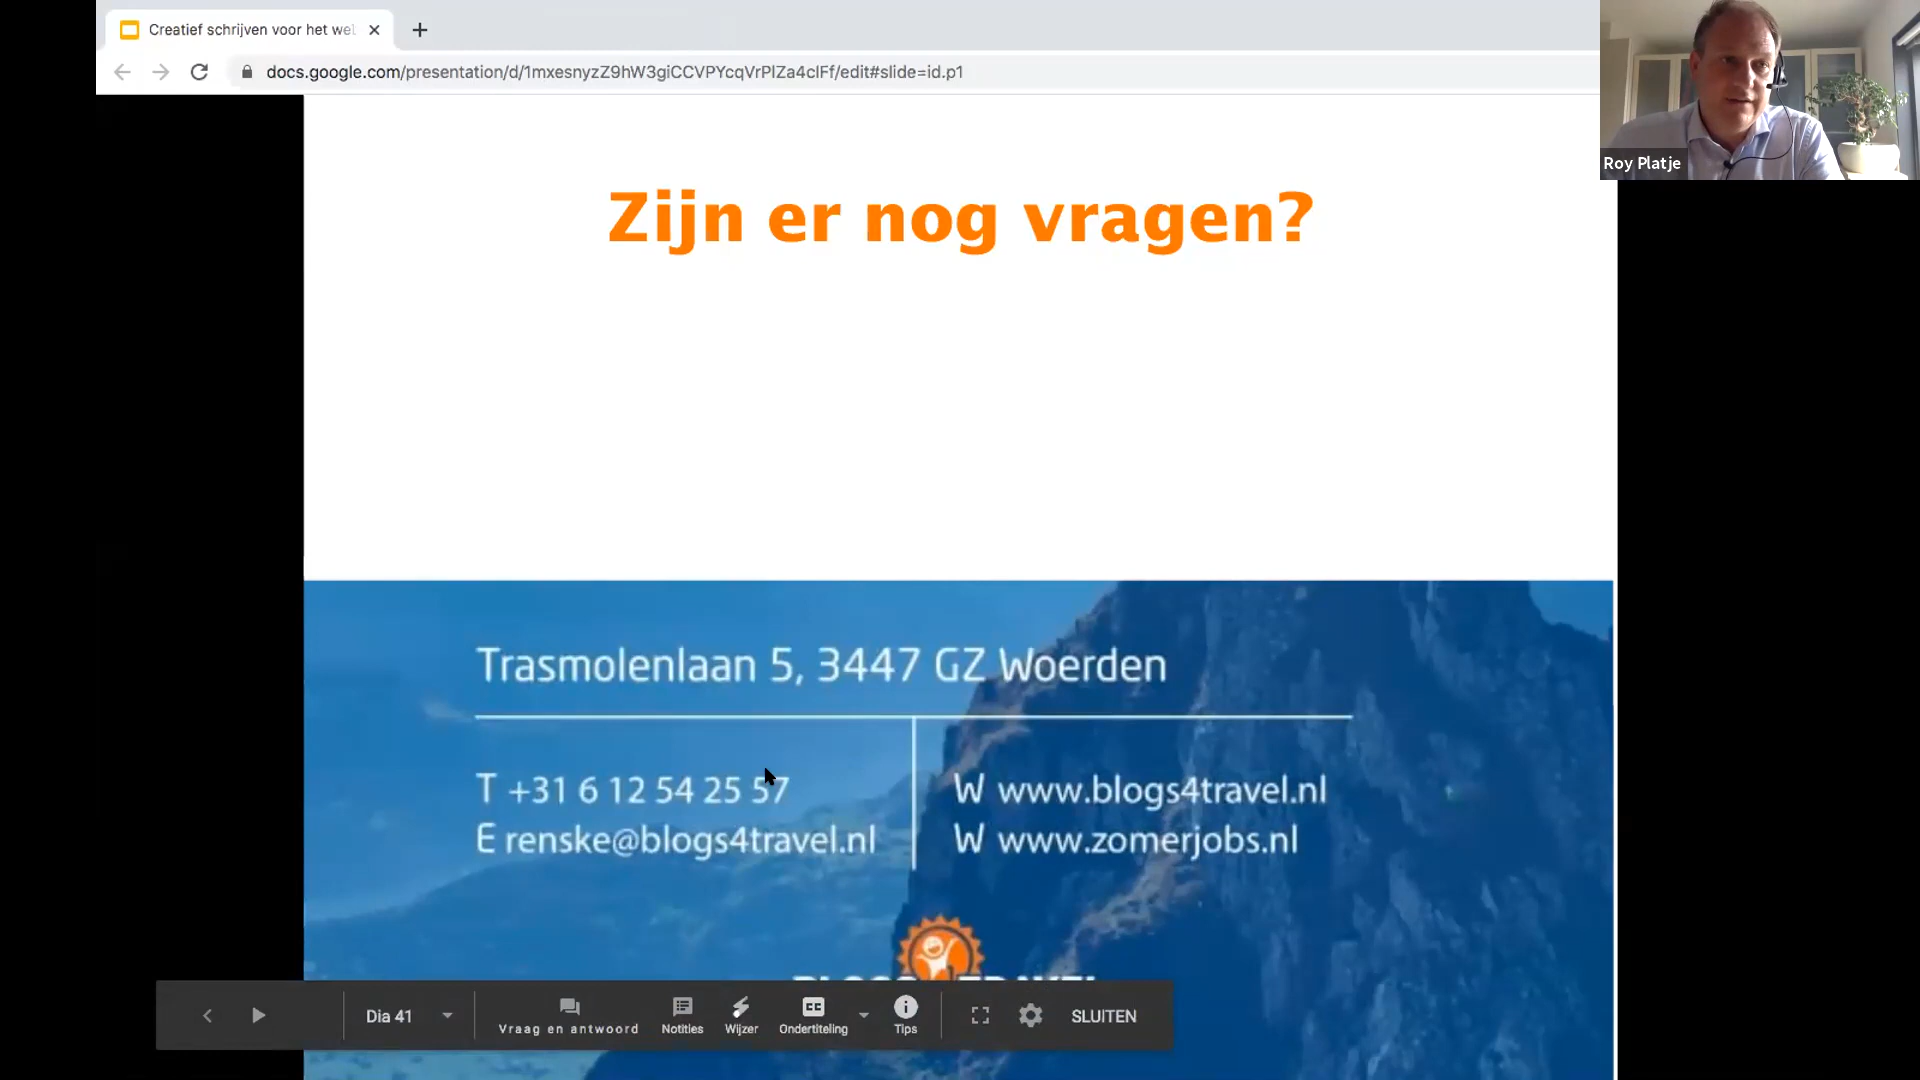 Creatief schrijven voor het wel
docs.google.com/presentation/d/1mxesnyzZ9hW3giCCVPYcqVrPlZa4clFf/edit#slide=id.p1
Roy Platje
Zijn er nog vragen?
Trasmolenlaan 5, 3447 GZ Woerden
T +31 6 12 54 25 57
E renske@blogs4travel.nl
W www.blogs4travel.nl
W www.zomerjobs.nl
Dia 41
Vraag en antwoord
Notities
Wijzer
Ondertiteling
Tips
SLUITEN